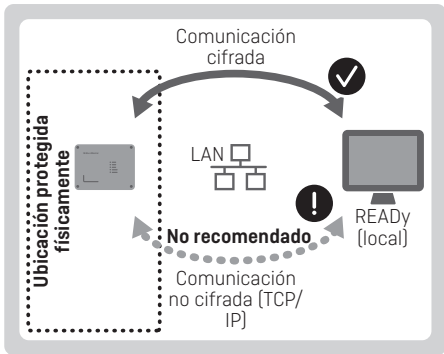 Comunicación
cifrada
Ubicación protegida
físicamente
LAN
No recomendado
READy
(local)
Comunicación
no cifrada (TCP/
IP)